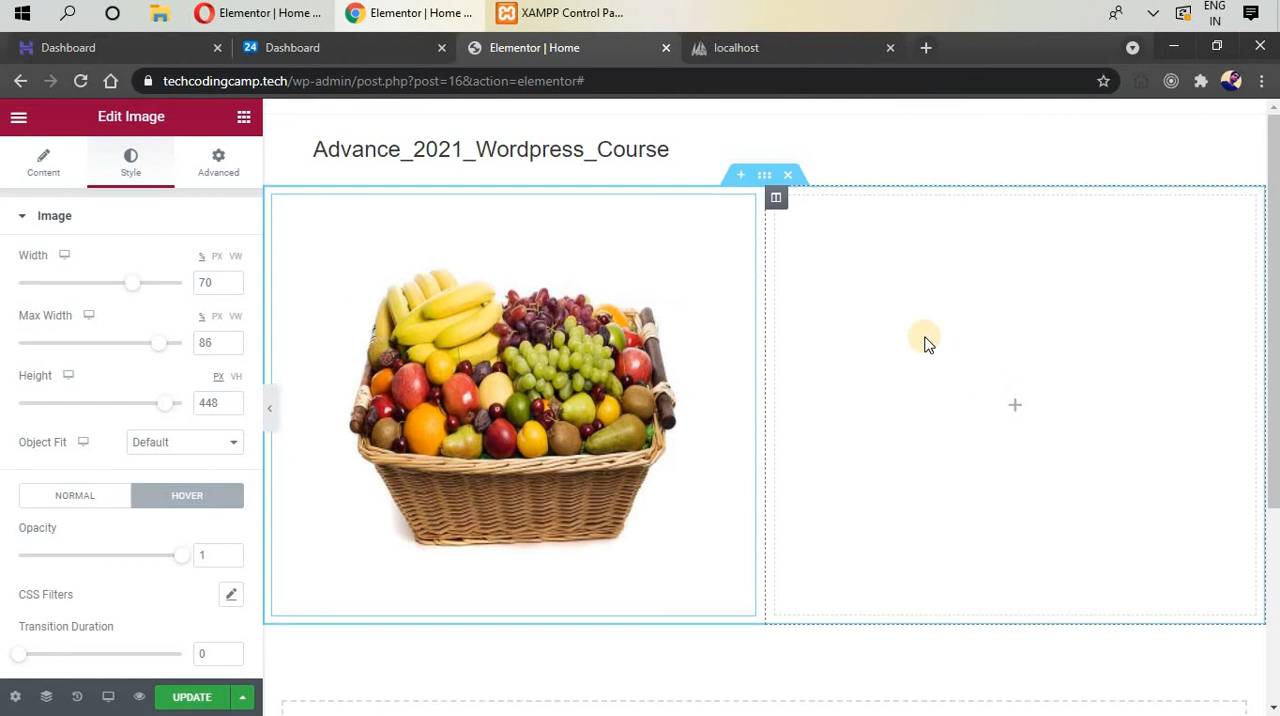 Elementor | Home ...
Elementor | Home ...
XAMPP Control Pa...
ENG
IN
Dashboard
24 Dashboard
Elementor | Home
localhost
techcodingcamp.tech/wp-admin/post.php?post=16&action=elementor#
Edit Image
Content
Style
Advanced
Image
Width
% PX VW
70
Max Width
% PX VW
86
Height
PX VH
448
Object Fit
Default
NORMAL
HOVER
Opacity
1
CSS Filters
Transition Duration
0
UPDATE
Advance_2021_Wordpress_Course